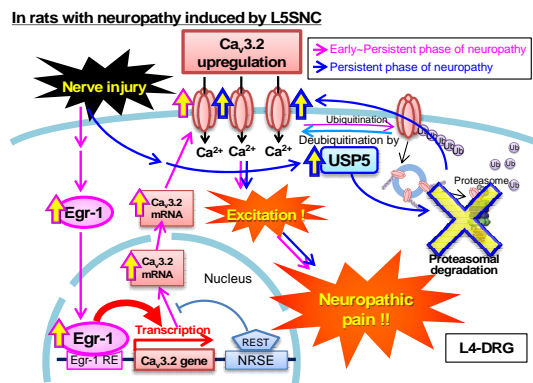 In rats with neuropathy induced by L5SNC
Caᵥ3.2
upregulation
Early~Persistent phase of neuropathy
Persistent phase of neuropathy
Nerve injury
Ca2+
Ca2+
Ca2+
Ubiquitination
Deubiquitination by
USP5
Ub
Ub
Ub
Ub
Ub
Ub
Proteasome
Proteasomal
degradation
Egr-1
Caᵥ3.2
mRNA
Excitation !
Caᵥ3.2
mRNA
Nucleus
Neuropathic
pain !!
Egr-1
Transcription
REST
Egr-1 RE
Caᵥ3.2 gene
NRSE
L4-DRG